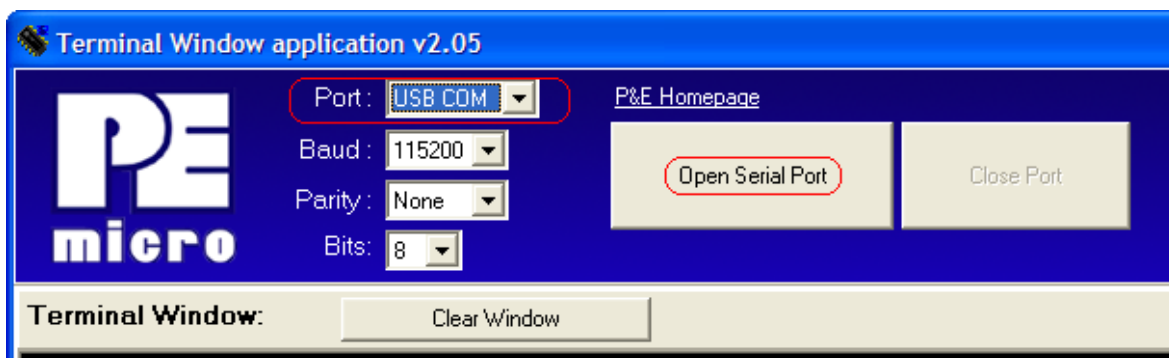 Terminal Window application v2.05
PE
micro
Port: USB COM
Baud: 115200
Parity: None
Bits: 8
P&E Homepage
Open Serial Port
Close Port
Terminal Window:
Clear Window